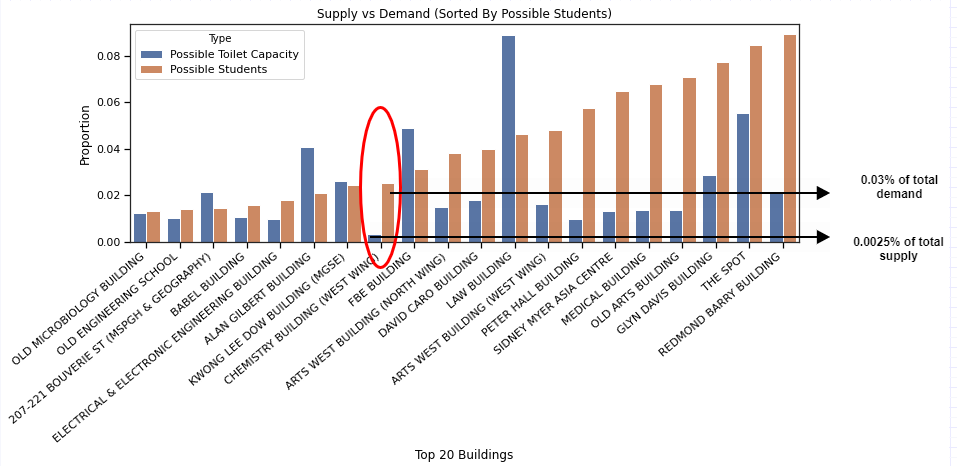 Supply vs Demand (Sorted By Possible Students)
Type
Possible Toilet Capacity
Possible Students
Proportion
0.08
0.06
0.04
0.02
0.00
0.03% of total
demand
0.0025% of total
supply
OLD MICROBIOLOGY BUILDING
OLD ENGINEERING SCHOOL
207-221 BOUVERIE ST (MSPGH & GEOGRAPHY)
BABEL BUILDING
ELECTRICAL & ELECTRONIC ENGINEERING BUILDING
ALAN GILBERT BUILDING
KWONG LEE DOW BUILDING (MGSE)
CHEMISTRY BUILDING (WEST WING)
FBE BUILDING
ARTS WEST BUILDING (NORTH WING)
DAVID CARO BUILDING
LAW BUILDING
ARTS WEST BUILDING (WEST WING)
PETER HALL BUILDING
SIDNEY MYER ASIA CENTRE
MEDICAL BUILDING
OLD ARTS BUILDING
GLYN DAVIS BUILDING
THE SPOT
REDMOND BARRY BUILDING
Top 20 Buildings